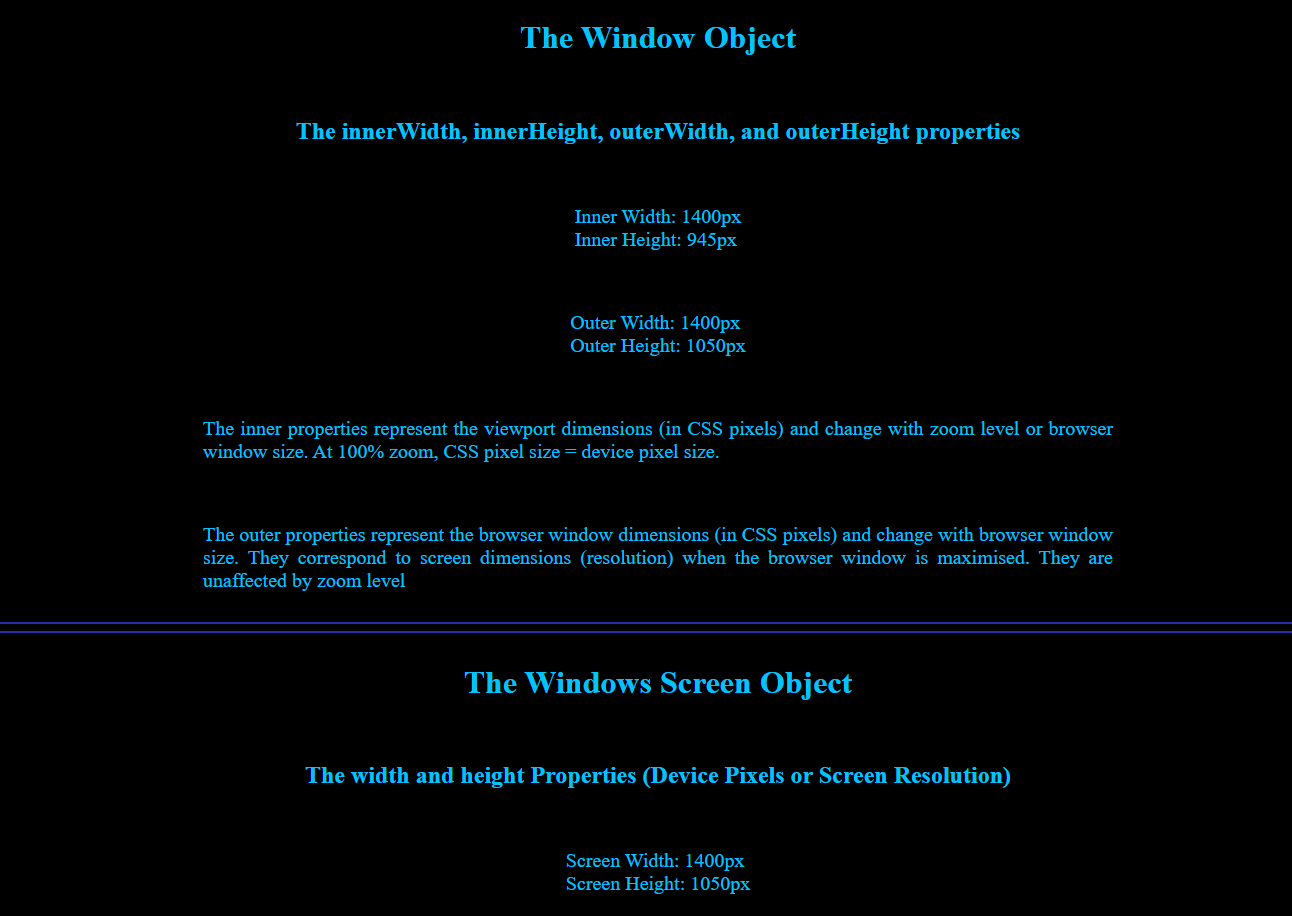 The Window Object
The innerWidth, innerHeight, outerWidth, and outerHeight properties
Inner Width: 1400px
Inner Height: 945px
Outer Width: 1400px
Outer Height: 1050px
The inner properties represent the viewport dimensions (in CSS pixels) and change with zoom level or browser
window size. At 100% zoom, CSS pixel size = device pixel size.
The outer properties represent the browser window dimensions (in CSS pixels) and change with browser window
size. They correspond to screen dimensions (resolution) when the browser window is maximised. They are
unaffected by zoom level
The Windows Screen Object
The width and height Properties (Device Pixels or Screen Resolution)
Screen Width: 1400px
Screen Height: 1050px